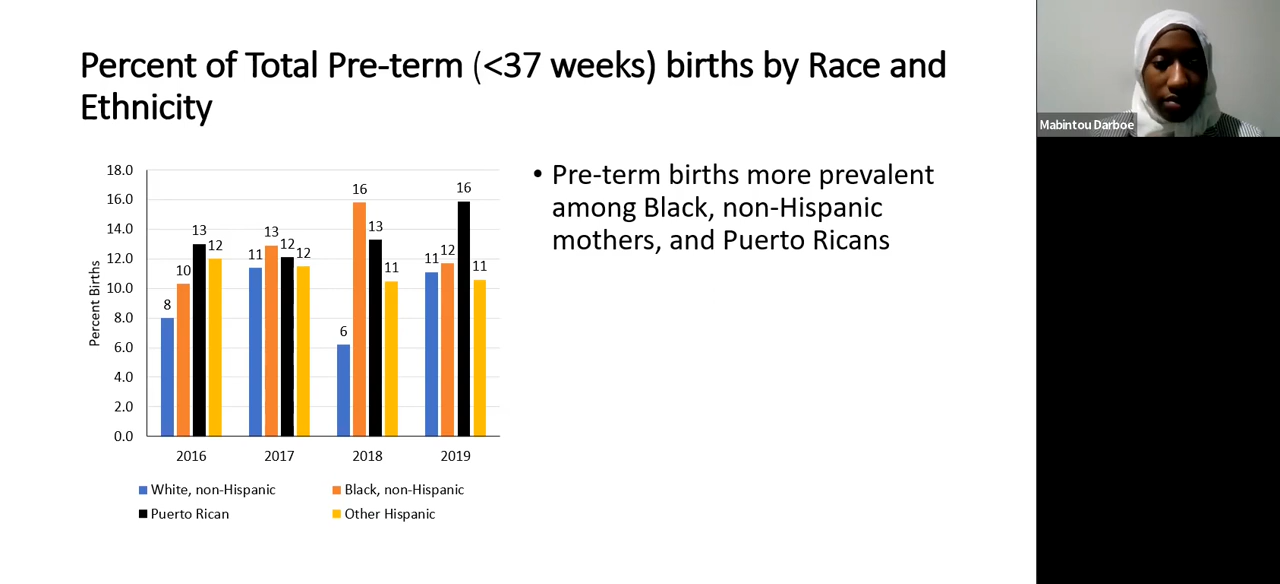 Percent of Total Pre-term (<37 weeks) births by Race and
Ethnicity
Mabintou Darboe
• Pre-term births more prevalent
among Black, non-Hispanic
mothers, and Puerto Ricans
Percent Births
18.0
16.0
14.0
12.0
10.0
8.0
6.0
4.0
2.0
0.0
8 10 13 12
11 13 12 12
6 16 13 11
11 12 16 11
2016 2017 2018 2019
White, non-Hispanic Black, non-Hispanic
Puerto Rican Other Hispanic